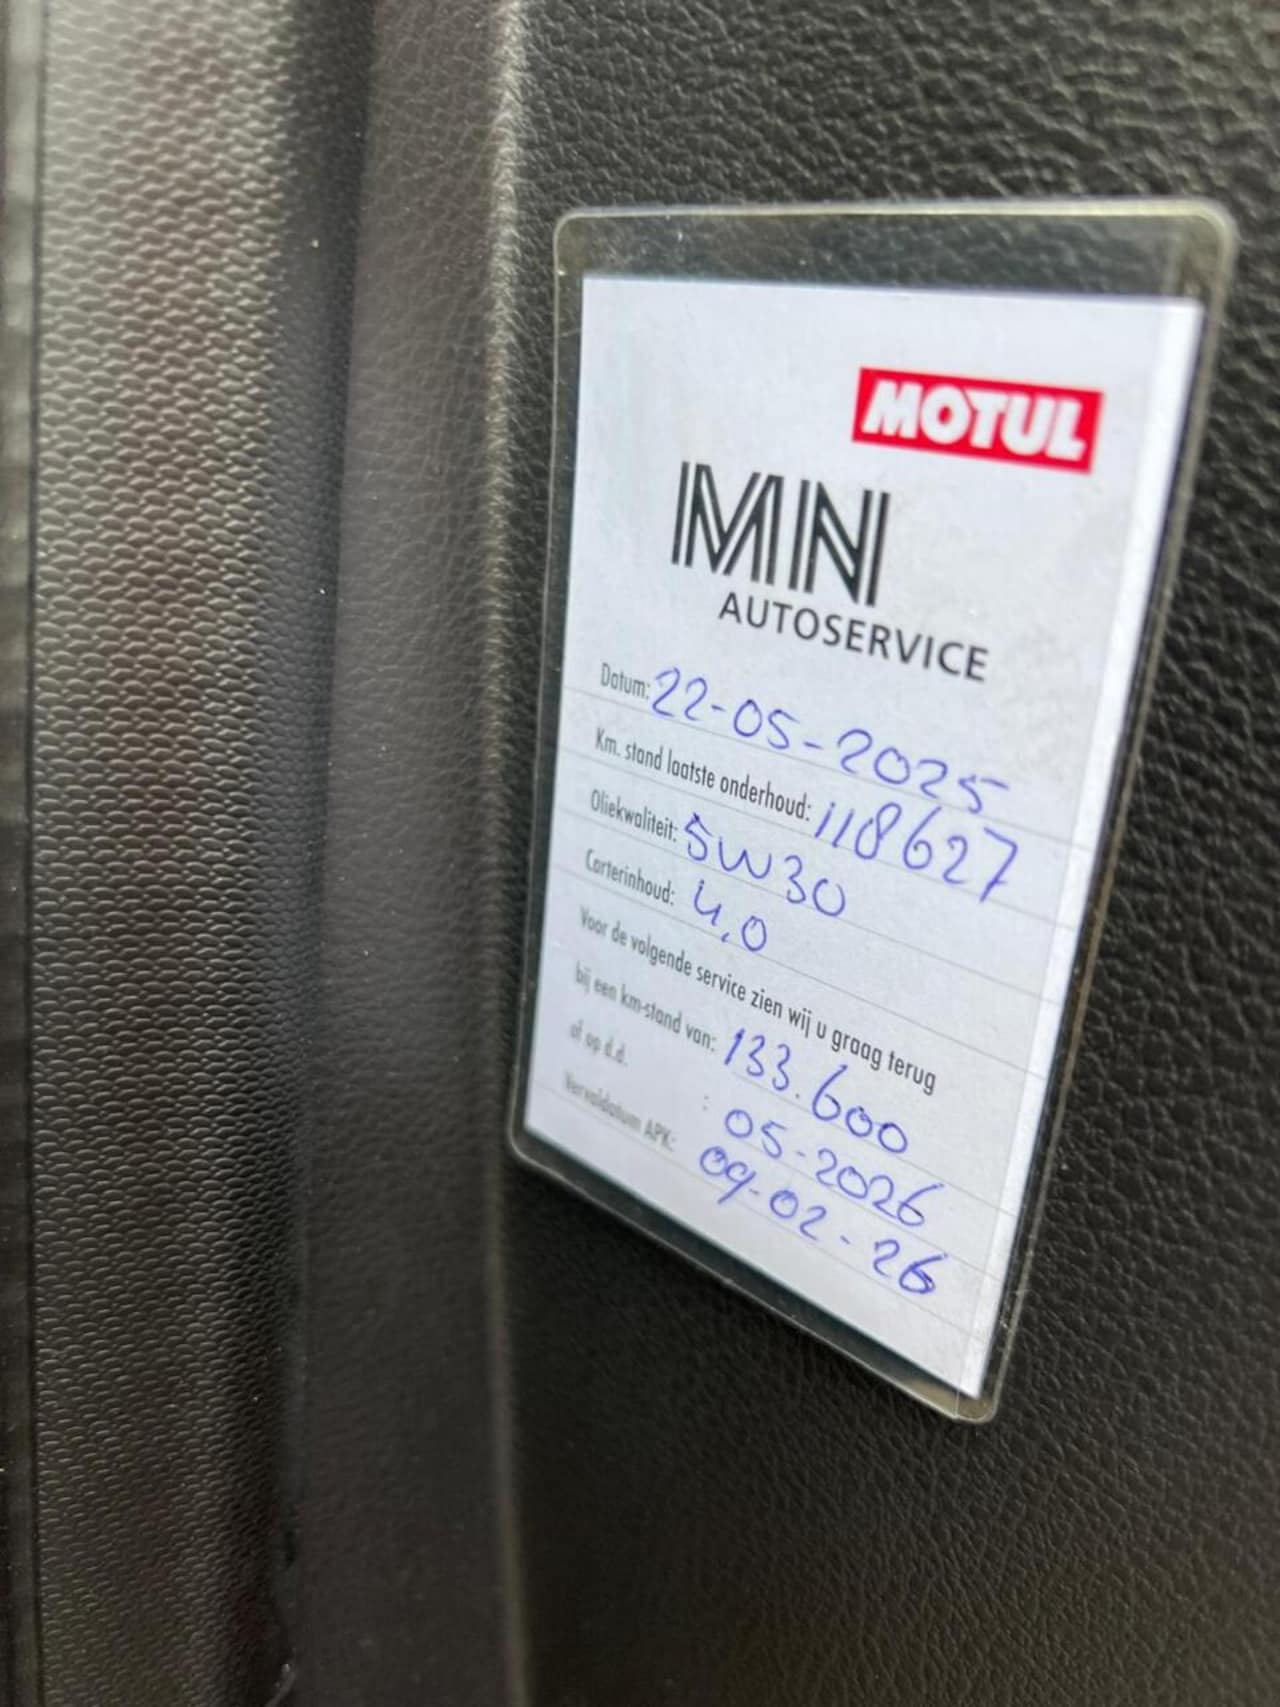 MOTUL
MN
AUTOSERVICE
Datum: 22-05-2025
Km. stand laatste onderhoud: 118627
Oliekwaliteit: 5W30
Carterinhoud: 4,0
Voor de volgende service zien wij u graag terug
bij een km-stand van: 133.600
of op d.d. : 05-2026
Vervaldatum APK: 09-02-26